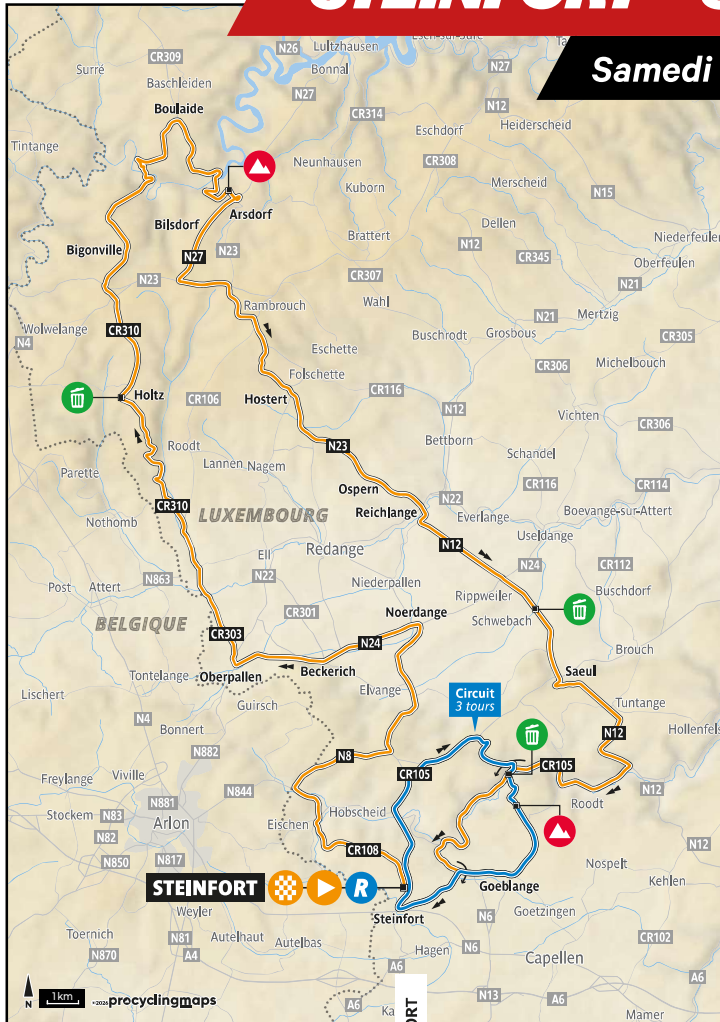 STEINFORT
Samedi
CR309
N26
Lultzhausen
Surré
Bonnal
N27
Baschleiden
N27
N12
Boulaide
CR314
Heiderscheid
Eschdorf
Tintange
Neunhausen
CR308
Merscheid
Kuborn
N15
Arsdorf
Bilsdorf
Dellen
Brattert
N12
Niederfeulen
Bigonville
N23
N27
CR345
Oberfeulen
N23
CR307
N21
Rambrouch
Wahl
Mertzig
N21
Wolwelange
CR310
Buschrodt
Grosbous
CR305
N4
Eschette
Michelbouch
CR306
Folschette
Holtz
CR106
CR116
Hostert
N12
Vichten
CR306
Roodt
N23
Bettborn
Schandel
Lannen
Nagem
Parette
Ospern
CR116
CR114
CR310
N22
Boevange-sur-Attert
Nothomb
LUXEMBOURG
Reichlange
Everlange
Useldange
N12
Ell
Redange
N24
CR112
N863
N22
Post
Attert
Niederpallen
Rippweiler
Buschdorf
CR301
Noerdange
BELGIQUE
Schwebach
CR303
N24
Brouch
Oberpallen
Beckerich
Saeul
Tontelange
Elvange
Lischert
Guirsch
Circuit
3 tours
Tuntange
N4
Bonnert
Hollenfels
N12
N882
N8
CR105
CR105
Freylange
Viville
N844
N12
N881
Hobscheid
Roodt
Stockem
N83
Arlon
Eischen
N82
N12
CR108
N850
N817
Nospelt
STEINFORT
R
Goeblange
Kehlen
Weyler
Steinfort
Goetzingen
N6
Toernich
N81
Autelhaut
Autelbas
CR102
N870
A4
Hagen
N6
Capellen
A6
A6
1km
©2026 procyclingmaps
N13
A6
A6
Mamer
N